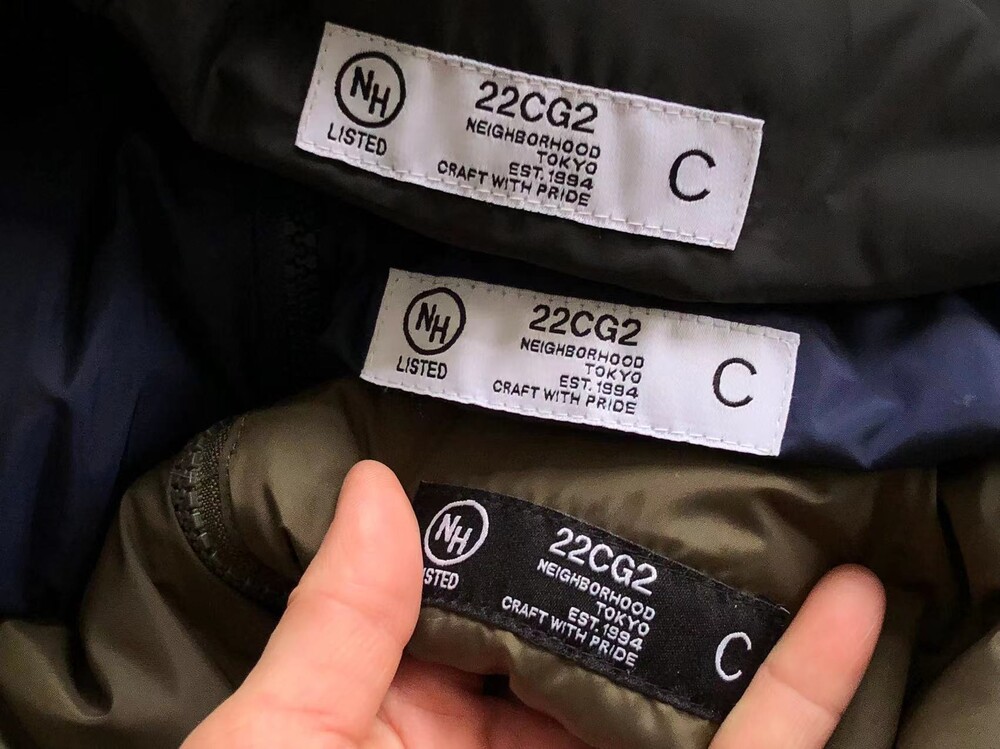 NH
LISTED
22CG2
NEIGHBORHOOD
TOKYO
EST.1994
CRAFT WITH PRIDE
C
NH
LISTED
22CG2
NEIGHBORHOOD
TOKYO
EST.1994
CRAFT WITH PRIDE
C
NH
ISTED
22CG2
NEIGHBORHOOD
TOKYO
EST.1994
CRAFT WITH PRIDE
C